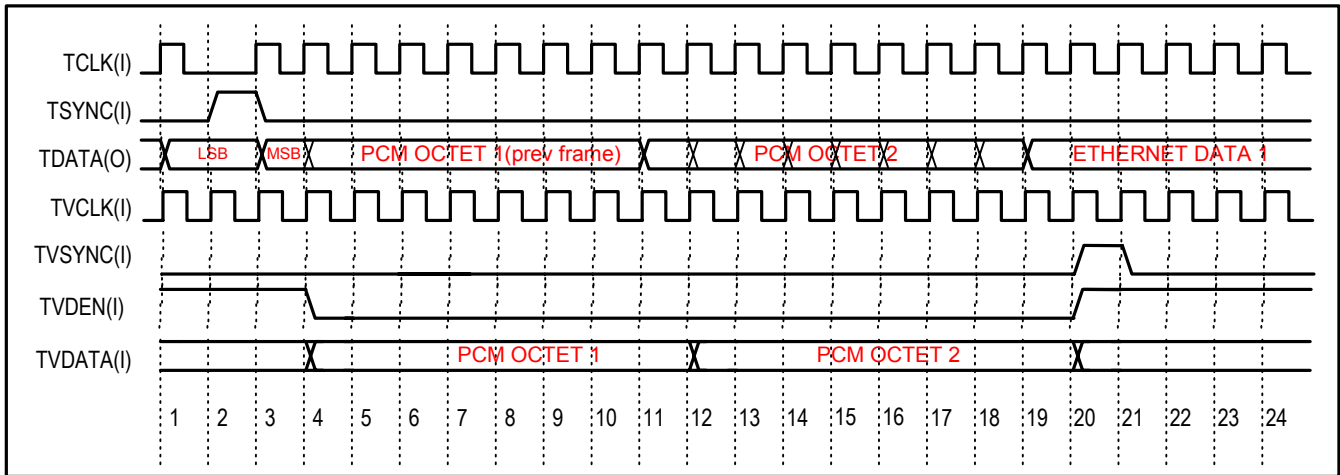 TCLK(I)
TSYNC(I)
TDATA(O) LSB MSB PCM OCTET 1(prev frame) PCM OCTET 2 ETHERNET DATA 1
TVCLK(I)
TVSYNC(I)
TVDEN(I)
TVDATA(I) PCM OCTET 1 PCM OCTET 2
1 2 3 4 5 6 7 8 9 10 11 12 13 14 15 16 17 18 19 20 21 22 23 24